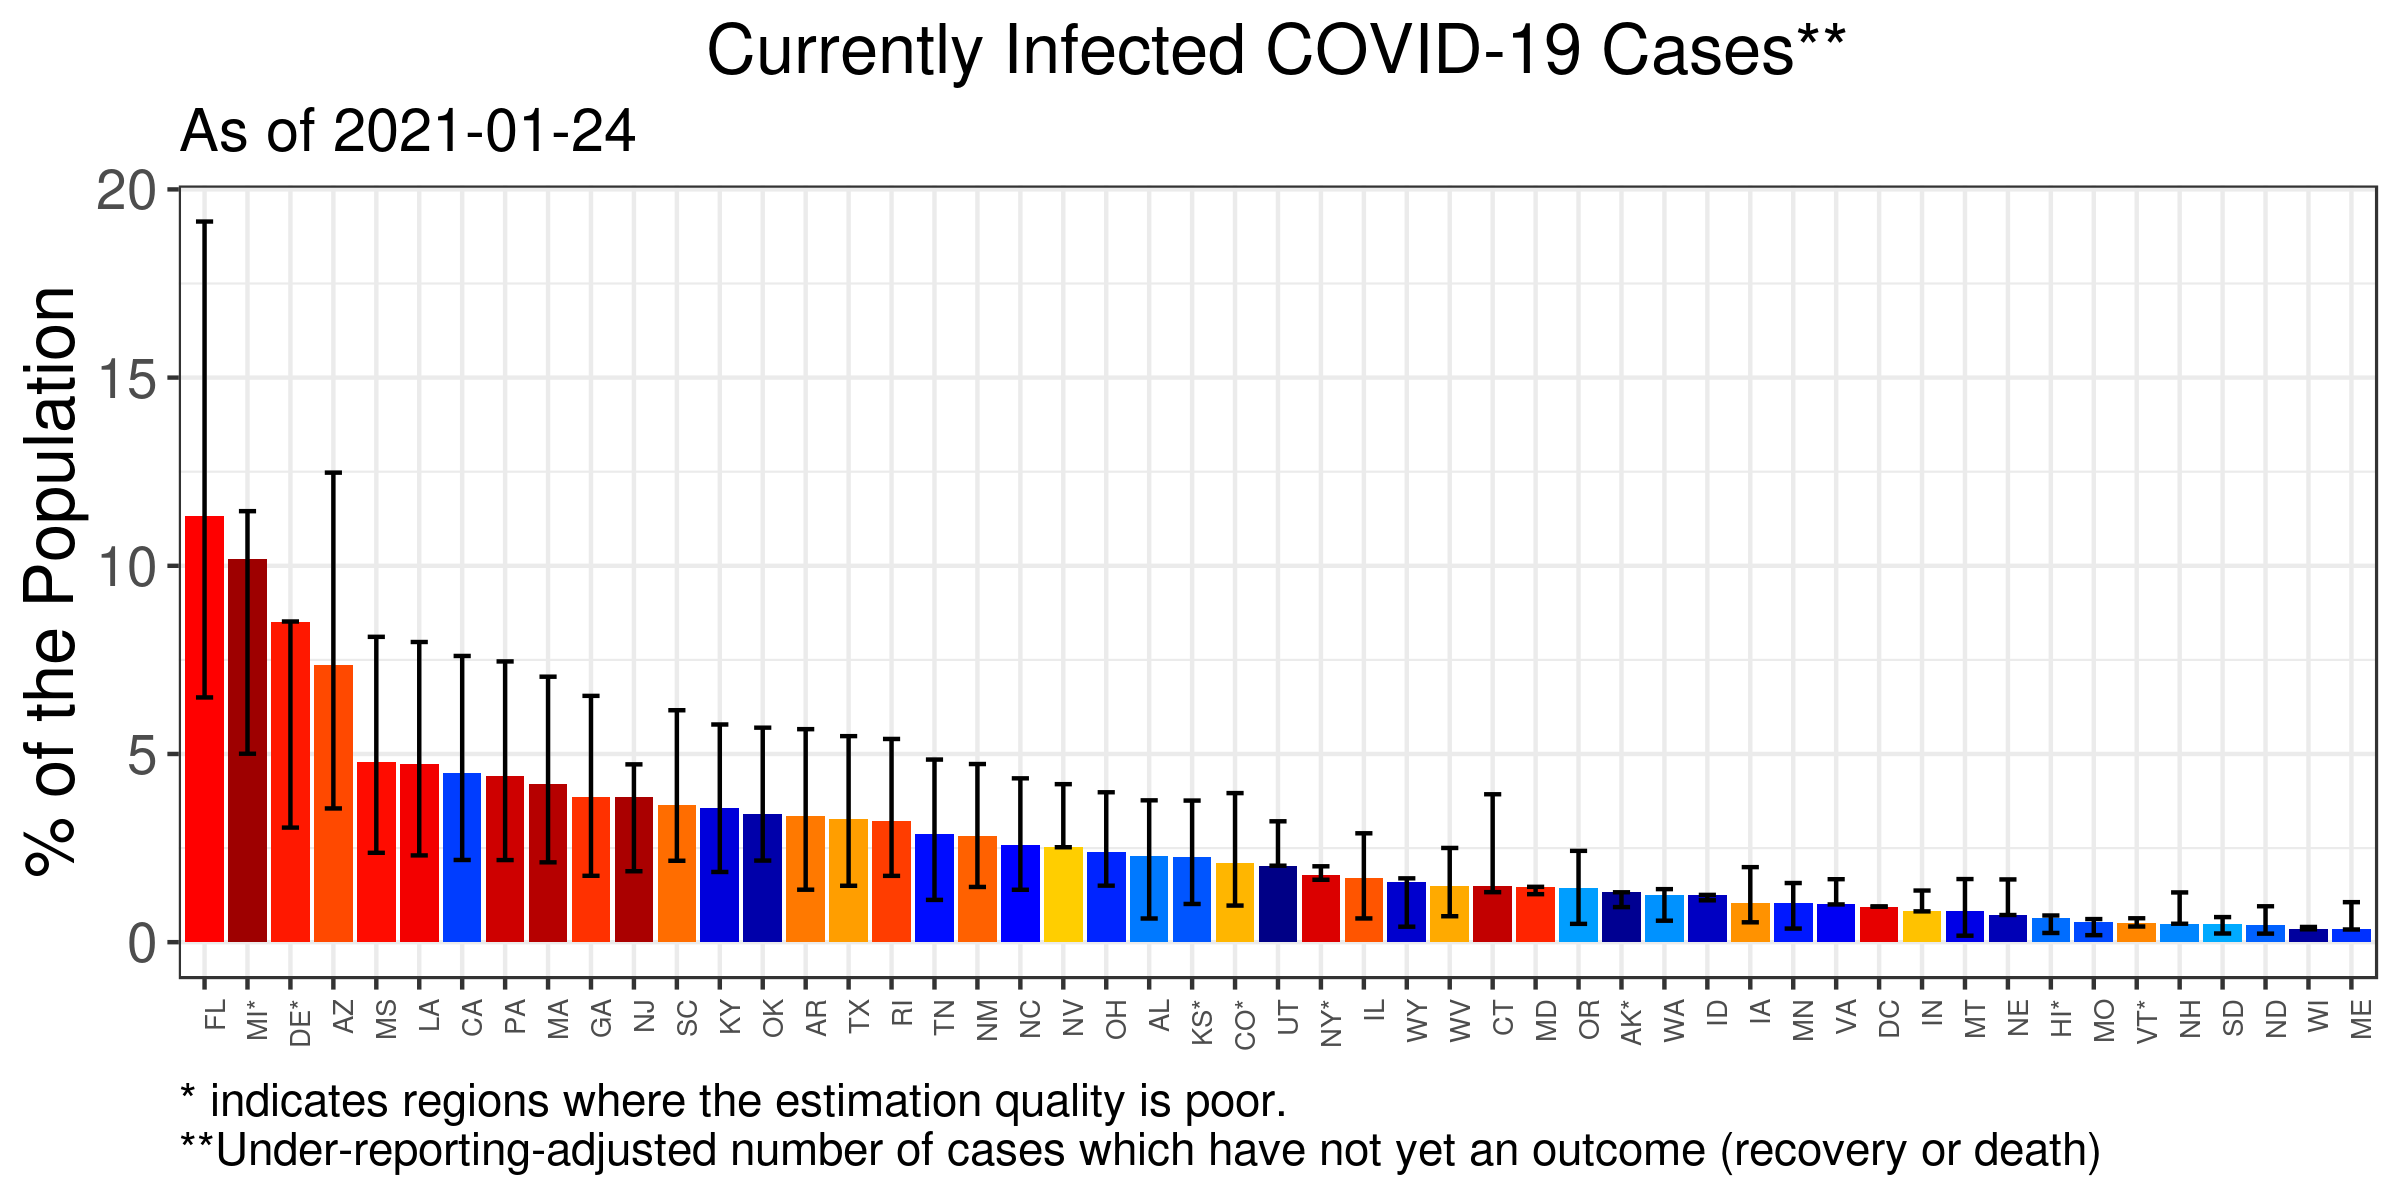 Currently Infected COVID-19 Cases**
As of 2021-01-24
% of the Population
20
15
10
5
0
FL MI* DE* AZ MS LA CA PA MA GA NJ SC KY OK AR TX RI TN NM NC NV OH AL KS* CO* UT NY* IL WY WV CT MD OR AK* WA ID IA MN VA DC IN MT NE HI* MO VT* NH SD ND WI ME
* indicates regions where the estimation quality is poor.
**Under-reporting-adjusted number of cases which have not yet an outcome (recovery or death)